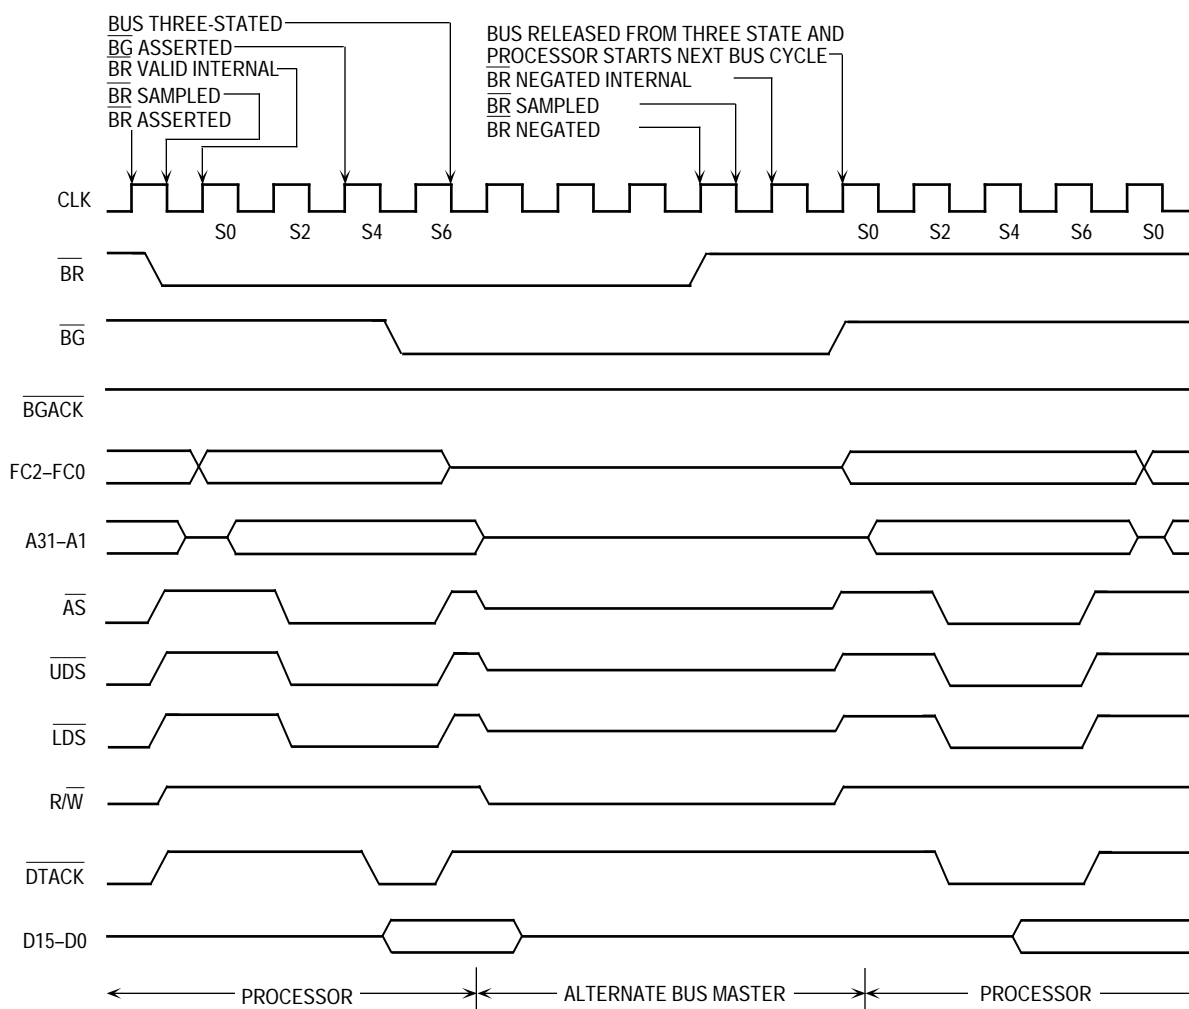 BUS THREE-STATED
BG ASSERTED
BR VALID INTERNAL
BR SAMPLED
BR ASSERTED
BUS RELEASED FROM THREE STATE AND
PROCESSOR STARTS NEXT BUS CYCLE
BR NEGATED INTERNAL
BR SAMPLED
BR NEGATED
CLK
S0 S2 S4 S6 S0 S2 S4 S6 S0
BR
BG
BGACK
FC2–FC0
A31–A1
AS
UDS
LDS
R/W
DTACK
D15–D0
PROCESSOR ALTERNATE BUS MASTER PROCESSOR